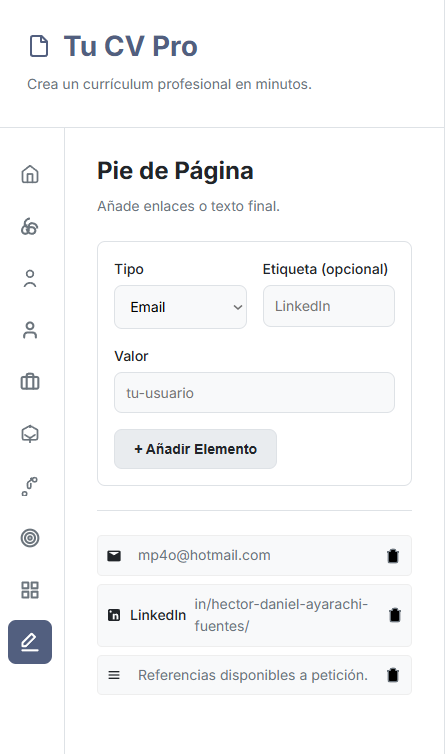 Tu CV Pro
Crea un currículum profesional en minutos.
Pie de Página
Añade enlaces o texto final.
Tipo
Etiqueta (opcional)
Email
LinkedIn
Valor
tu-usuario
+ Añadir Elemento
mp4o@hotmail.com
LinkedIn
in/hector-daniel-ayarachi-
fuentes/
Referencias disponibles a petición.